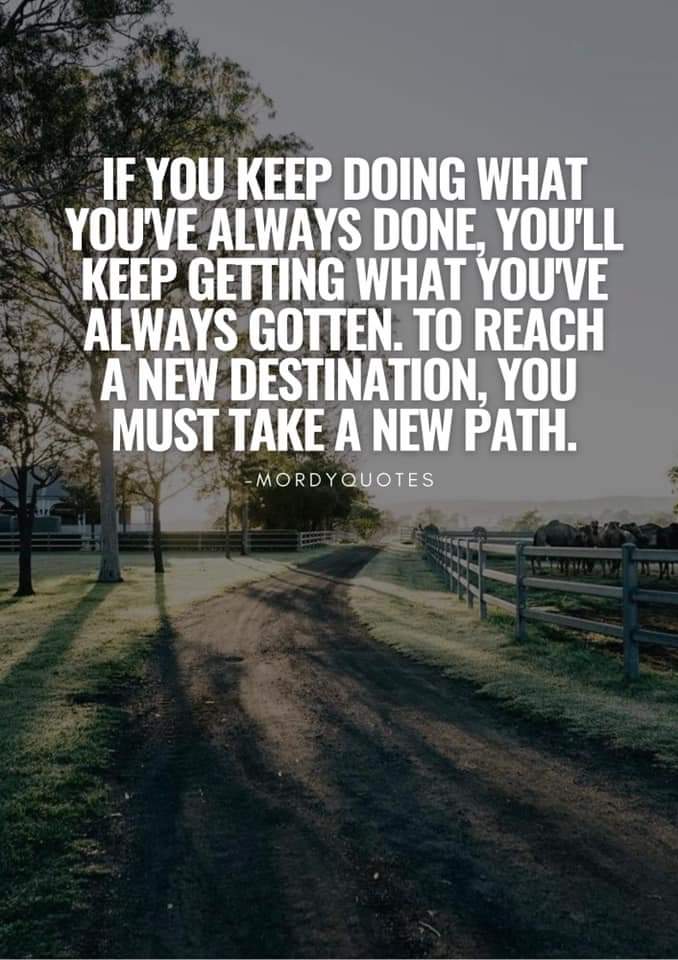 IF YOU KEEP DOING WHAT
YOU'VE ALWAYS DONE, YOU'LL
KEEP GETTING WHAT YOU'VE
ALWAYS GOTTEN. TO REACH
A NEW DESTINATION, YOU
MUST TAKE A NEW PATH.
-MORDYQUOTES